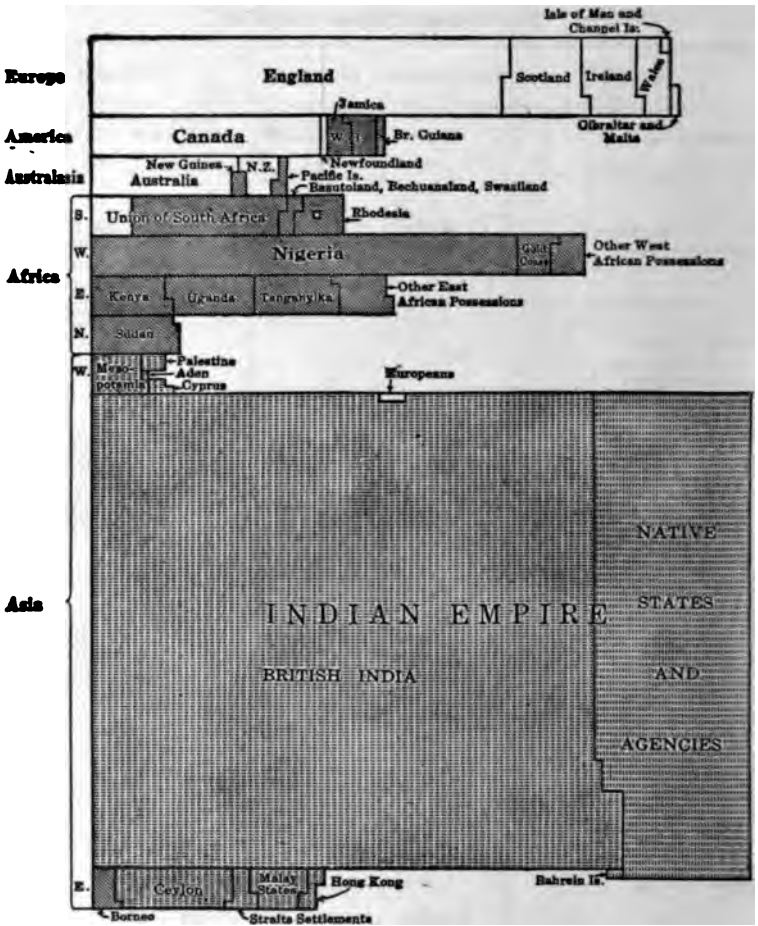 Isle of Man and
Channel Is.
Europe
England
Scotland
Ireland
Wales
Jamica
America
Canada
W. I.
Br. Guiana
Gibraltar and
Malta
Newfoundland
New Guinea
N.Z.
Pacific Is.
Australasia
Australia
Basutoland, Bechuanaland, Swaziland
S.
Union of South Africa
Rhodesia
W.
Nigeria
Gold
Coast
Other West
African Possessions
Africa
E.
Kenya
Uganda
Tanganyika
Other East
African Possessions
N.
Sudan
W.
Meso-
potamia
Palestine
Aden
Cyprus
Europeans
NATIVE
STATES
AND
AGENCIES
Asia
INDIAN EMPIRE
BRITISH INDIA
E.
Ceylon
Malay
States
Hong Kong
Bahrein Is.
Borneo
Straits Settlements